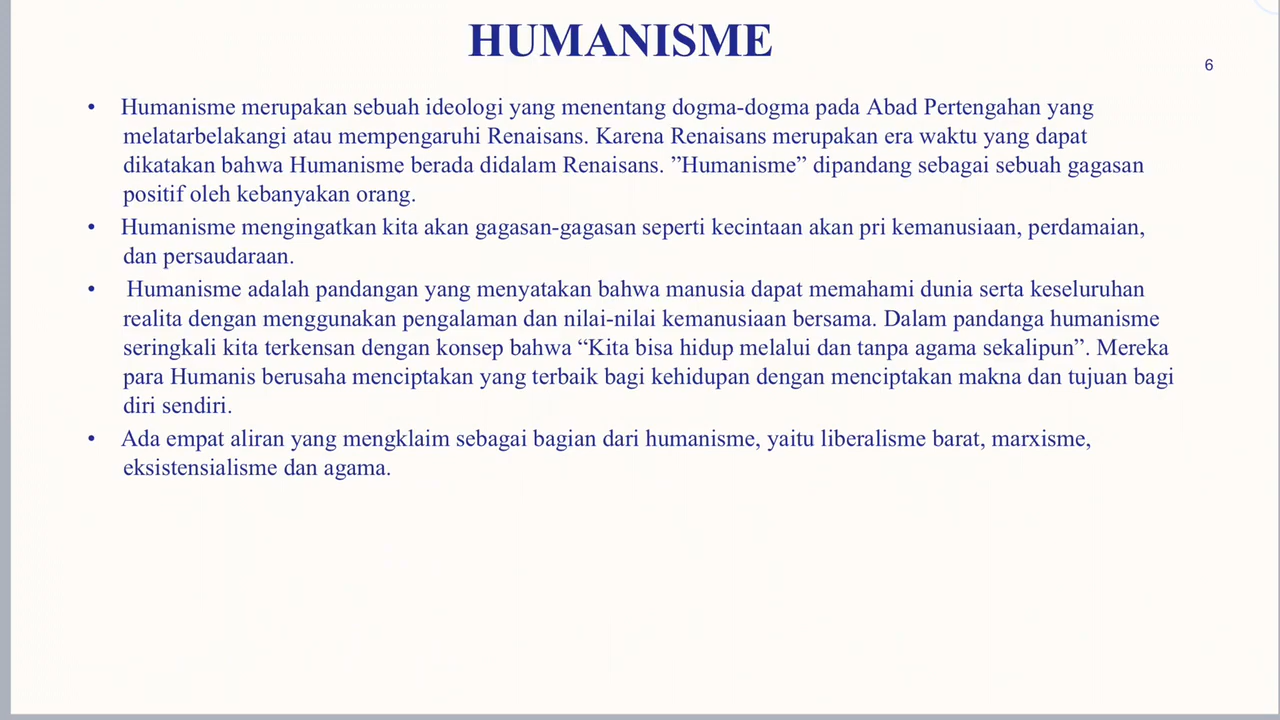 HUMANISME
6
• Humanisme merupakan sebuah ideologi yang menentang dogma-dogma pada Abad Pertengahan yang
melatarbelakangi atau mempengaruhi Renaisans. Karena Renaisans merupakan era waktu yang dapat
dikatakan bahwa Humanisme berada didalam Renaisans. ”Humanisme” dipandang sebagai sebuah gagasan
positif oleh kebanyakan orang.
• Humanisme mengingatkan kita akan gagasan-gagasan seperti kecintaan akan pri kemanusiaan, perdamaian,
dan persaudaraan.
• Humanisme adalah pandangan yang menyatakan bahwa manusia dapat memahami dunia serta keseluruhan
realita dengan menggunakan pengalaman dan nilai-nilai kemanusiaan bersama. Dalam pandanga humanisme
seringkali kita terkensan dengan konsep bahwa “Kita bisa hidup melalui dan tanpa agama sekalipun”. Mereka
para Humanis berusaha menciptakan yang terbaik bagi kehidupan dengan menciptakan makna dan tujuan bagi
diri sendiri.
• Ada empat aliran yang mengklaim sebagai bagian dari humanisme, yaitu liberalisme barat, marxisme,
eksistensialisme dan agama.